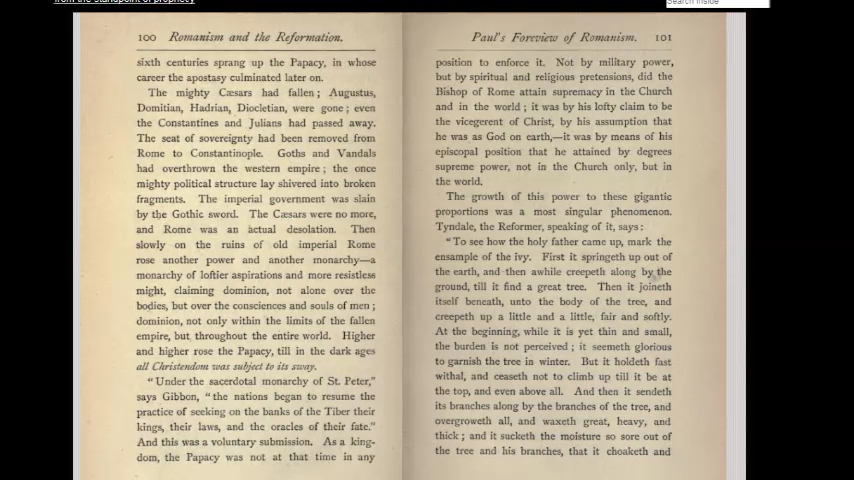 from the standpoint of prophecy
Search inside
100 Romanism and the Reformation.
sixth centuries sprang up the Papacy, in whose
career the apostasy culminated later on.
The mighty Cæsars had fallen ; Augustus,
Domitian, Hadrian, Diocletian, were gone ; even
the Constantines and Julians had passed away.
The seat of sovereignty had been removed from
Rome to Constantinople. Goths and Vandals
had overthrown the western empire ; the once
mighty political structure lay shivered into broken
fragments. The imperial government was slain
by the Gothic sword. The Cæsars were no more,
and Rome was an actual desolation. Then
slowly on the ruins of old imperial Rome
rose another power and another monarchy—a
monarchy of loftier aspirations and more resistless
might, claiming dominion, not alone over the
bodies, but over the consciences and souls of men ;
dominion, not only within the limits of the fallen
empire, but throughout the entire world. Higher
and higher rose the Papacy, till in the dark ages
all Christendom was subject to its sway.
"Under the sacerdotal monarchy of St. Peter,"
says Gibbon, "the nations began to resume the
practice of seeking on the banks of the Tiber their
kings, their laws, and the oracles of their fate."
And this was a voluntary submission. As a king-
dom, the Papacy was not at that time in any
Paul's Foreview of Romanism. 101
position to enforce it. Not by military power,
but by spiritual and religious pretensions, did the
Bishop of Rome attain supremacy in the Church
and in the world ; it was by his lofty claim to be
the vicegerent of Christ, by his assumption that
he was as God on earth,—it was by means of his
episcopal position that he attained by degrees
supreme power, not in the Church only, but in
the world.
The growth of this power to these gigantic
proportions was a most singular phenomenon.
Tyndale, the Reformer, speaking of it, says :
"To see how the holy father came up, mark the
ensample of the ivy. First it springeth up out of
the earth, and then awhile creepeth along by the
ground, till it find a great tree. Then it joineth
itself beneath, unto the body of the tree, and
creepeth up a little and a little, fair and softly.
At the beginning, while it is yet thin and small,
the burden is not perceived ; it seemeth glorious
to garnish the tree in winter. But it holdeth fast
withal, and ceaseth not to climb up till it be at
the top, and even above all. And then it sendeth
its branches along by the branches of the tree, and
overgroweth all, and waxeth great, heavy, and
thick ; and it sucketh the moisture so sore out of
the tree and his branches, that it choaketh and